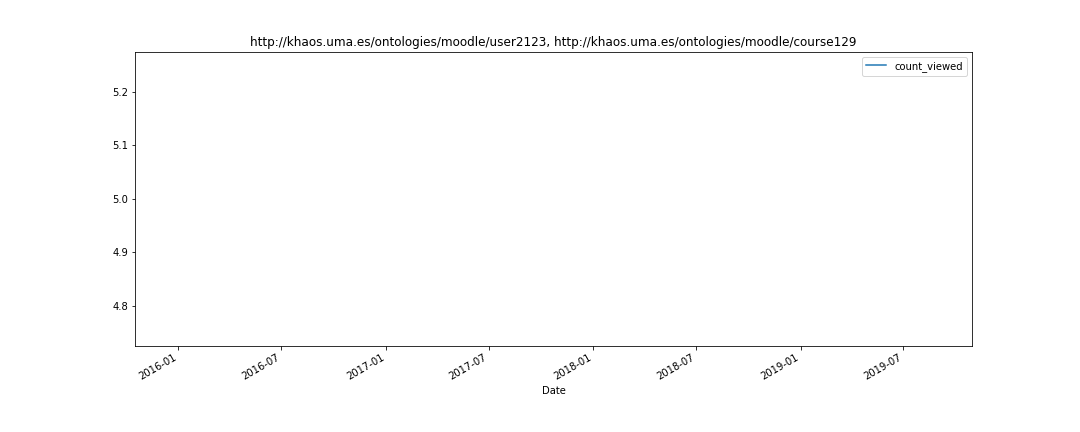 http://khaos.uma.es/ontologies/moodle/user2123, http://khaos.uma.es/ontologies/moodle/course129
count_viewed
5.2
5.1
5.0
4.9
4.8
2016-01 2016-07 2017-01 2017-07 2018-01 2018-07 2019-01 2019-07
Date